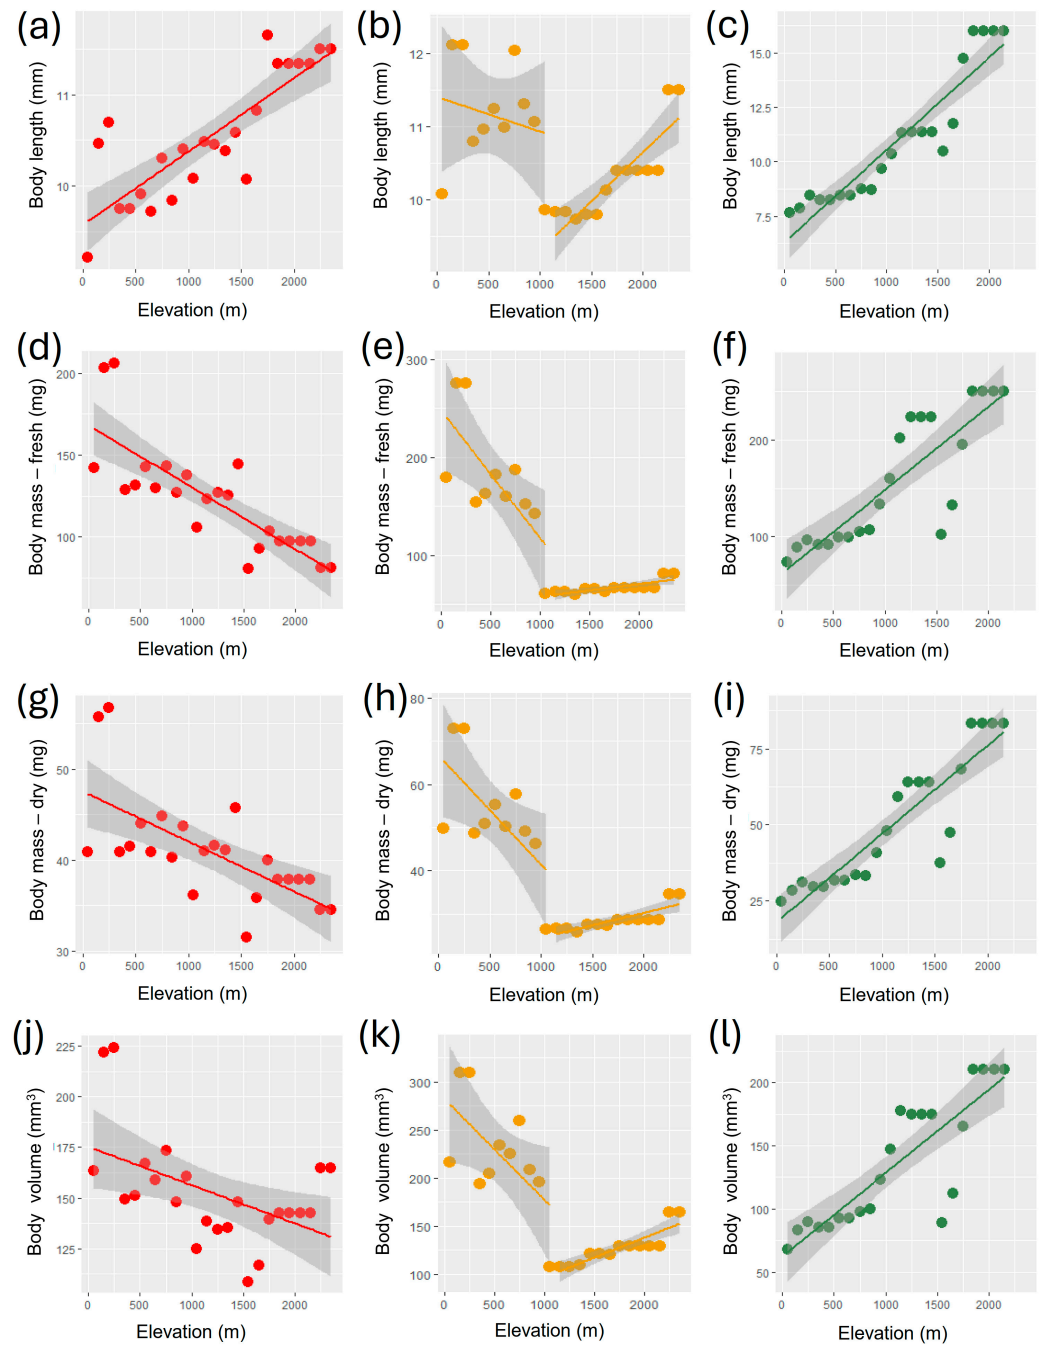 (a)
Body length (mm)
11
10
0 500 1000 1500 2000
Elevation (m)
(b)
Body length (mm)
12
11
10
0 500 1000 1500 2000
Elevation (m)
(c)
Body length (mm)
15.0
12.5
10.0
7.5
0 500 1000 1500 2000
Elevation (m)
(d)
Body mass – fresh (mg)
200
150
100
0 500 1000 1500 2000
Elevation (m)
(e)
Body mass – fresh (mg)
300
200
100
0 500 1000 1500 2000
Elevation (m)
(f)
Body mass – fresh (mg)
200
100
0 500 1000 1500 2000
Elevation (m)
(g)
Body mass – dry (mg)
50
40
30
0 500 1000 1500 2000
Elevation (m)
(h)
Body mass – dry (mg)
80
60
40
0 500 1000 1500 2000
Elevation (m)
(i)
Body mass – dry (mg)
75
50
25
0 500 1000 1500 2000
Elevation (m)
(j)
Body volume (mm³)
225
200
175
150
125
0 500 1000 1500 2000
Elevation (m)
(k)
Body volume (mm³)
300
250
200
150
100
0 500 1000 1500 2000
Elevation (m)
(l)
Body volume (mm³)
200
150
100
50
0 500 1000 1500 2000
Elevation (m)